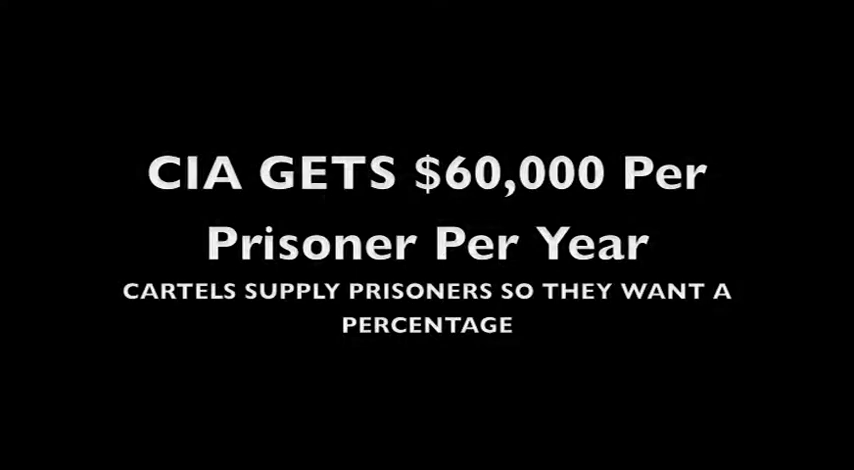 CIA GETS $60,000 Per
Prisoner Per Year
CARTELS SUPPLY PRISONERS SO THEY WANT A
PERCENTAGE